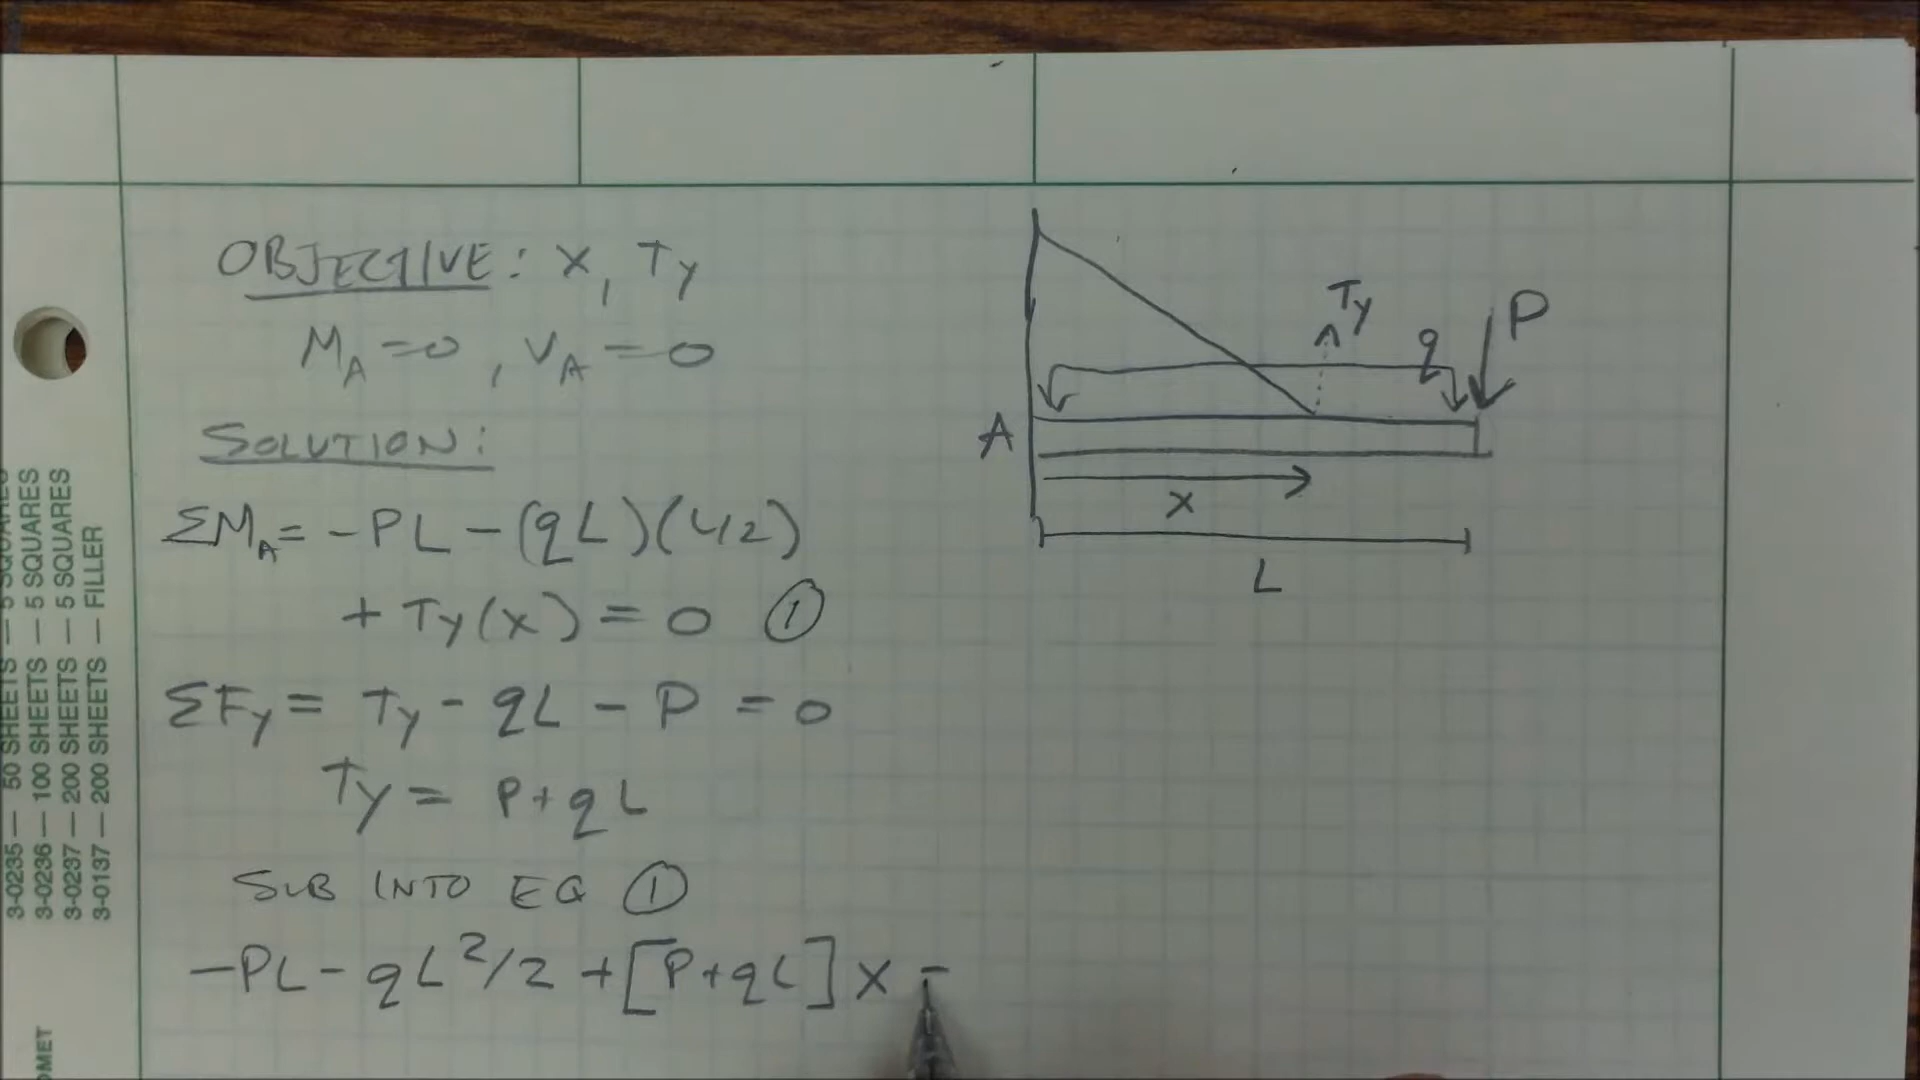 OBJECTIVE: X, Ty
MA=0, VA=0
SOLUTION:
ΣMA= -PL-(qL)(L/2)
+ Ty(x) = 0 ①
ΣFy = Ty - qL - P = 0
Ty = P+qL
SUB INTO EQ ①
-PL-qL²/2+[P+qL]X =
Ty
q
P
A
x
L
3-0235 — 50 SHEETS — 5 SQUARES
3-0236 — 100 SHEETS — 5 SQUARES
3-0237 — 200 SHEETS — 5 SQUARES
3-0137 — 200 SHEETS — FILLER